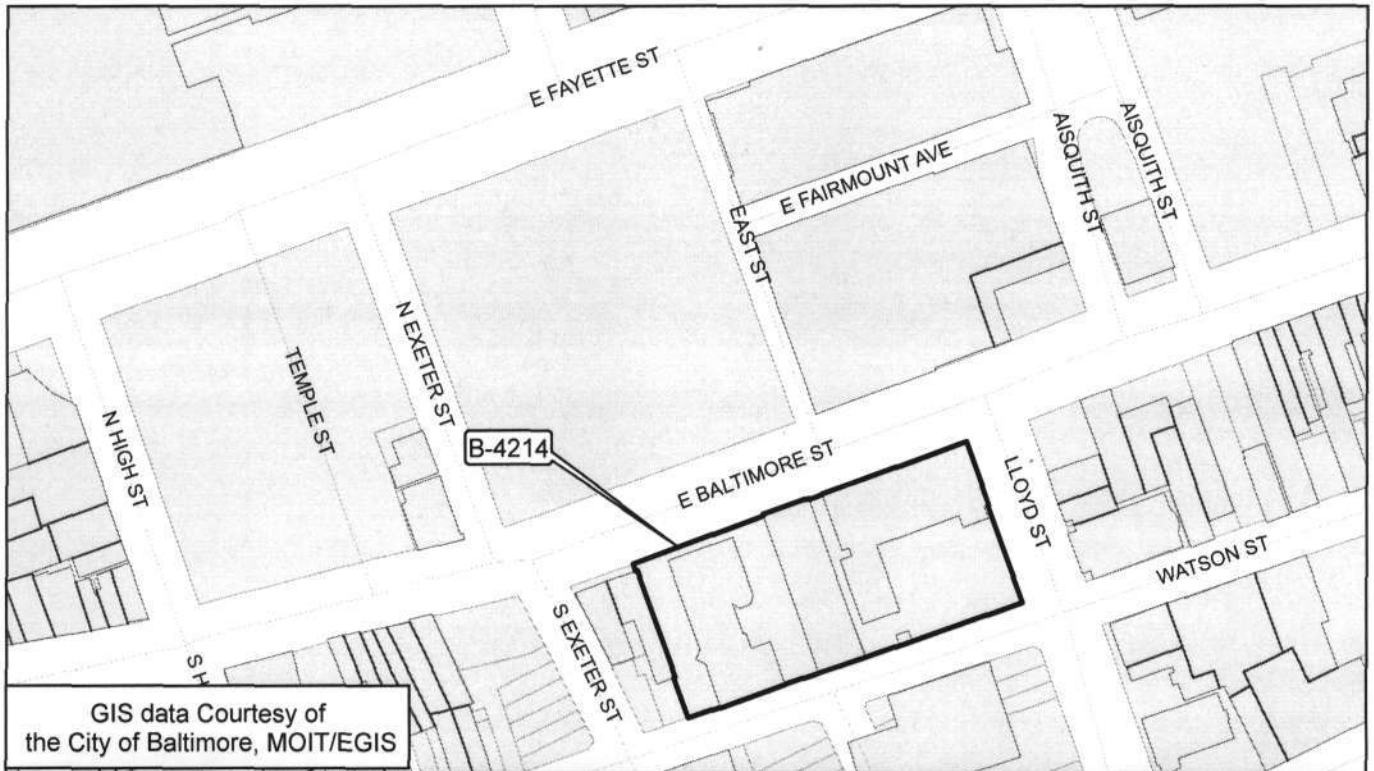 E FAYETTE ST
AISQUITH ST
AISQUITH ST
E FAIRMOUNT AVE
EAST ST
N EXETER ST
TEMPLE ST
N HIGH ST
B-4214
E BALTIMORE ST
LLOYD ST
WATSON ST
S EXETER ST
S H
GIS data Courtesy of
the City of Baltimore, MOIT/EGIS